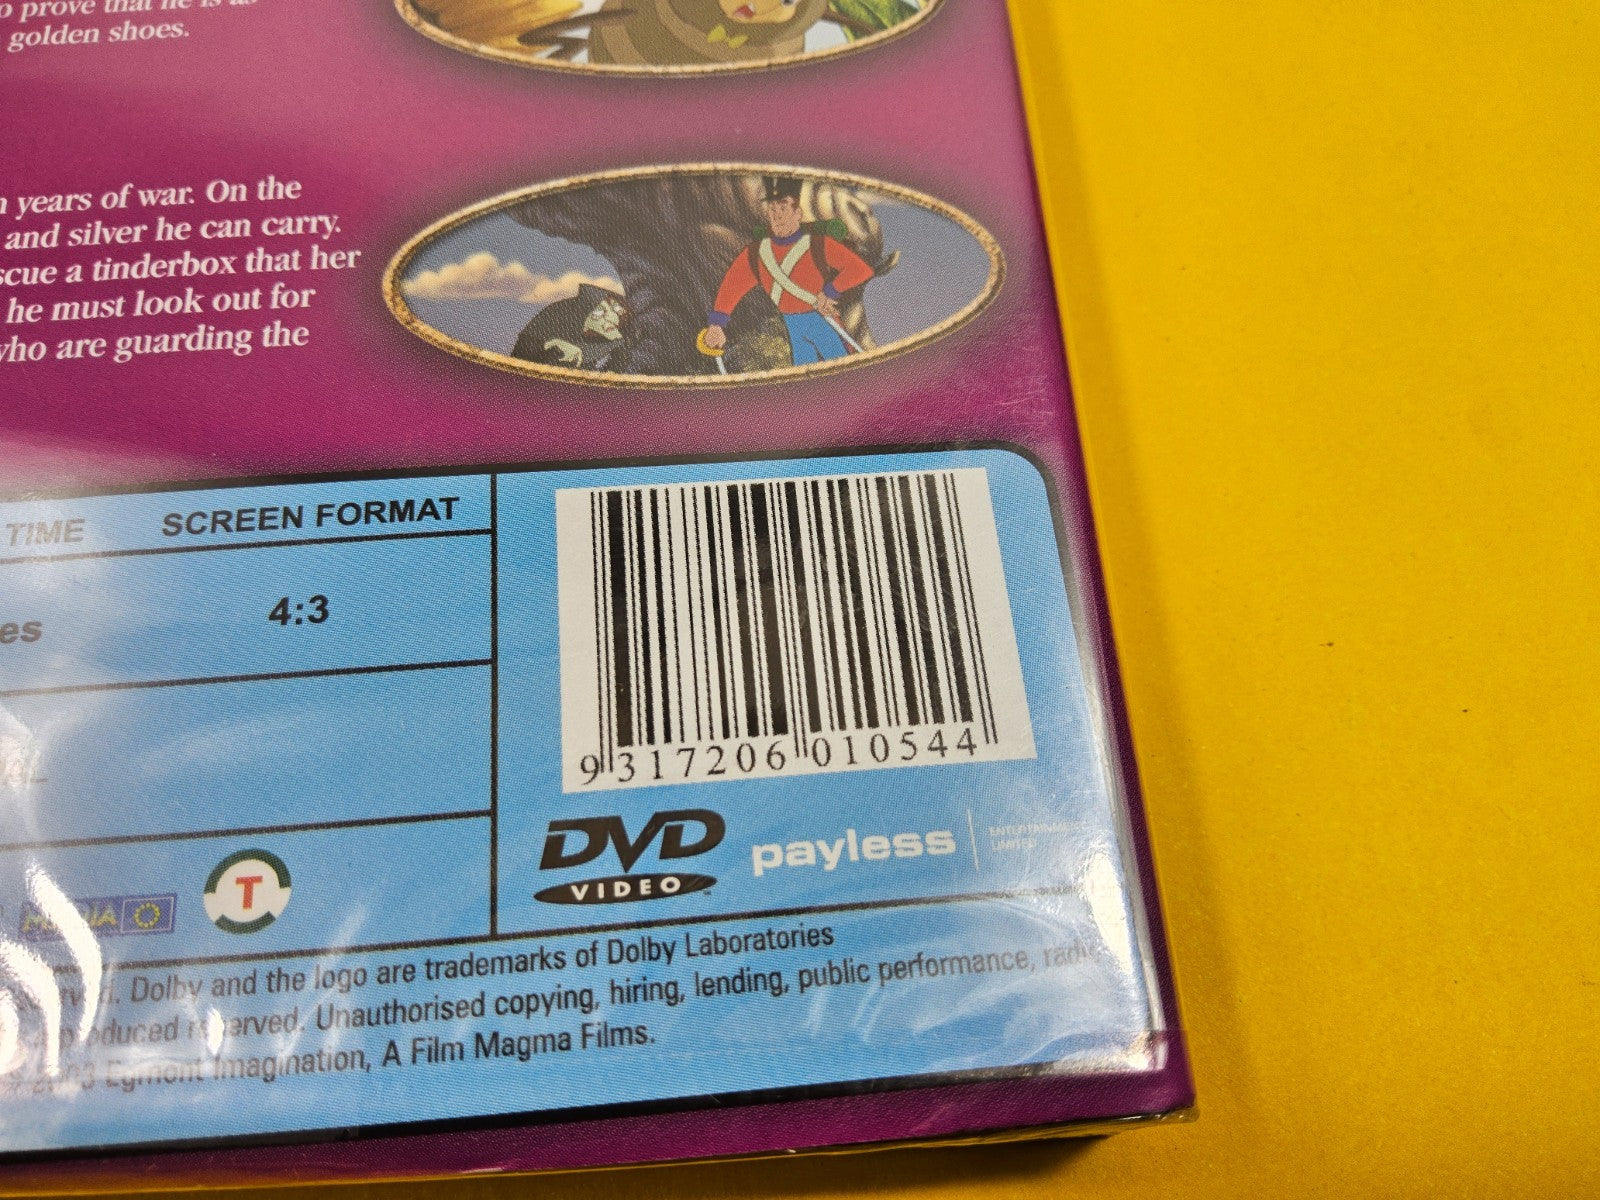 prove that he is as
golden shoes.
years of war. On the
and silver he can carry.
a tinderbox that her
he must look out for
who are guarding the
TIME SCREEN FORMAT
4:3
9 317206 010544
DVD
VIDEO
payless
ENTERTAINMENT
LIMITED
MEDIA
T
Dolby and the logo are trademarks of Dolby Laboratories
reserved. Unauthorised copying, hiring, lending, public performance,
Egmont Imagination, A Film Magma Films.